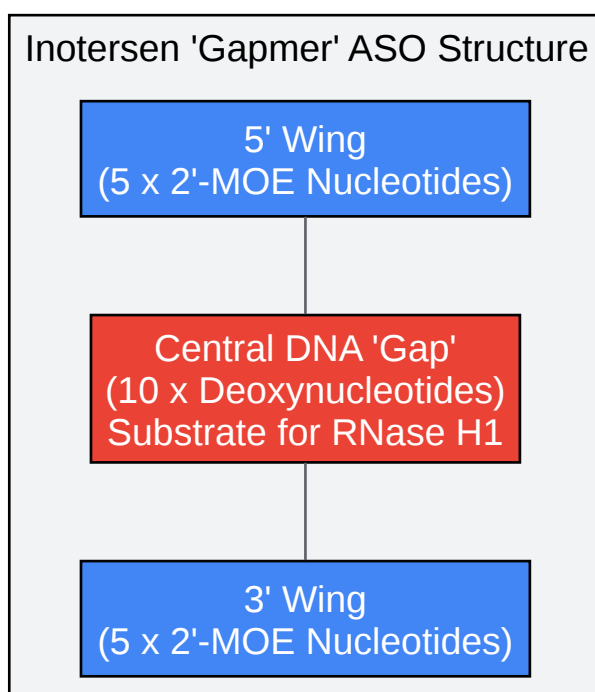 Inotersen 'Gapmer' ASO Structure
5' Wing
(5 x 2'-MOE Nucleotides)
Central DNA 'Gap'
(10 x Deoxynucleotides)
Substrate for RNase H1
3' Wing
(5 x 2'-MOE Nucleotides)